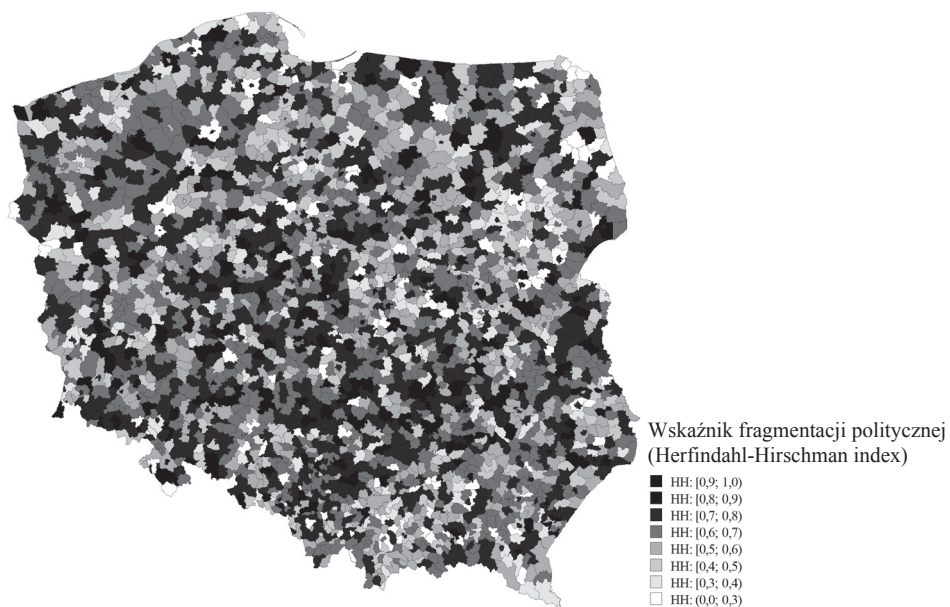 Wskaźnik fragmentacji politycznej
(Herfindahl-Hirschman index)
HH: [0,9; 1,0)
HH: [0,8; 0,9)
HH: [0,7; 0,8)
HH: [0,6; 0,7)
HH: [0,5; 0,6)
HH: [0,4; 0,5)
HH: [0,3; 0,4)
HH: (0,0; 0,3)